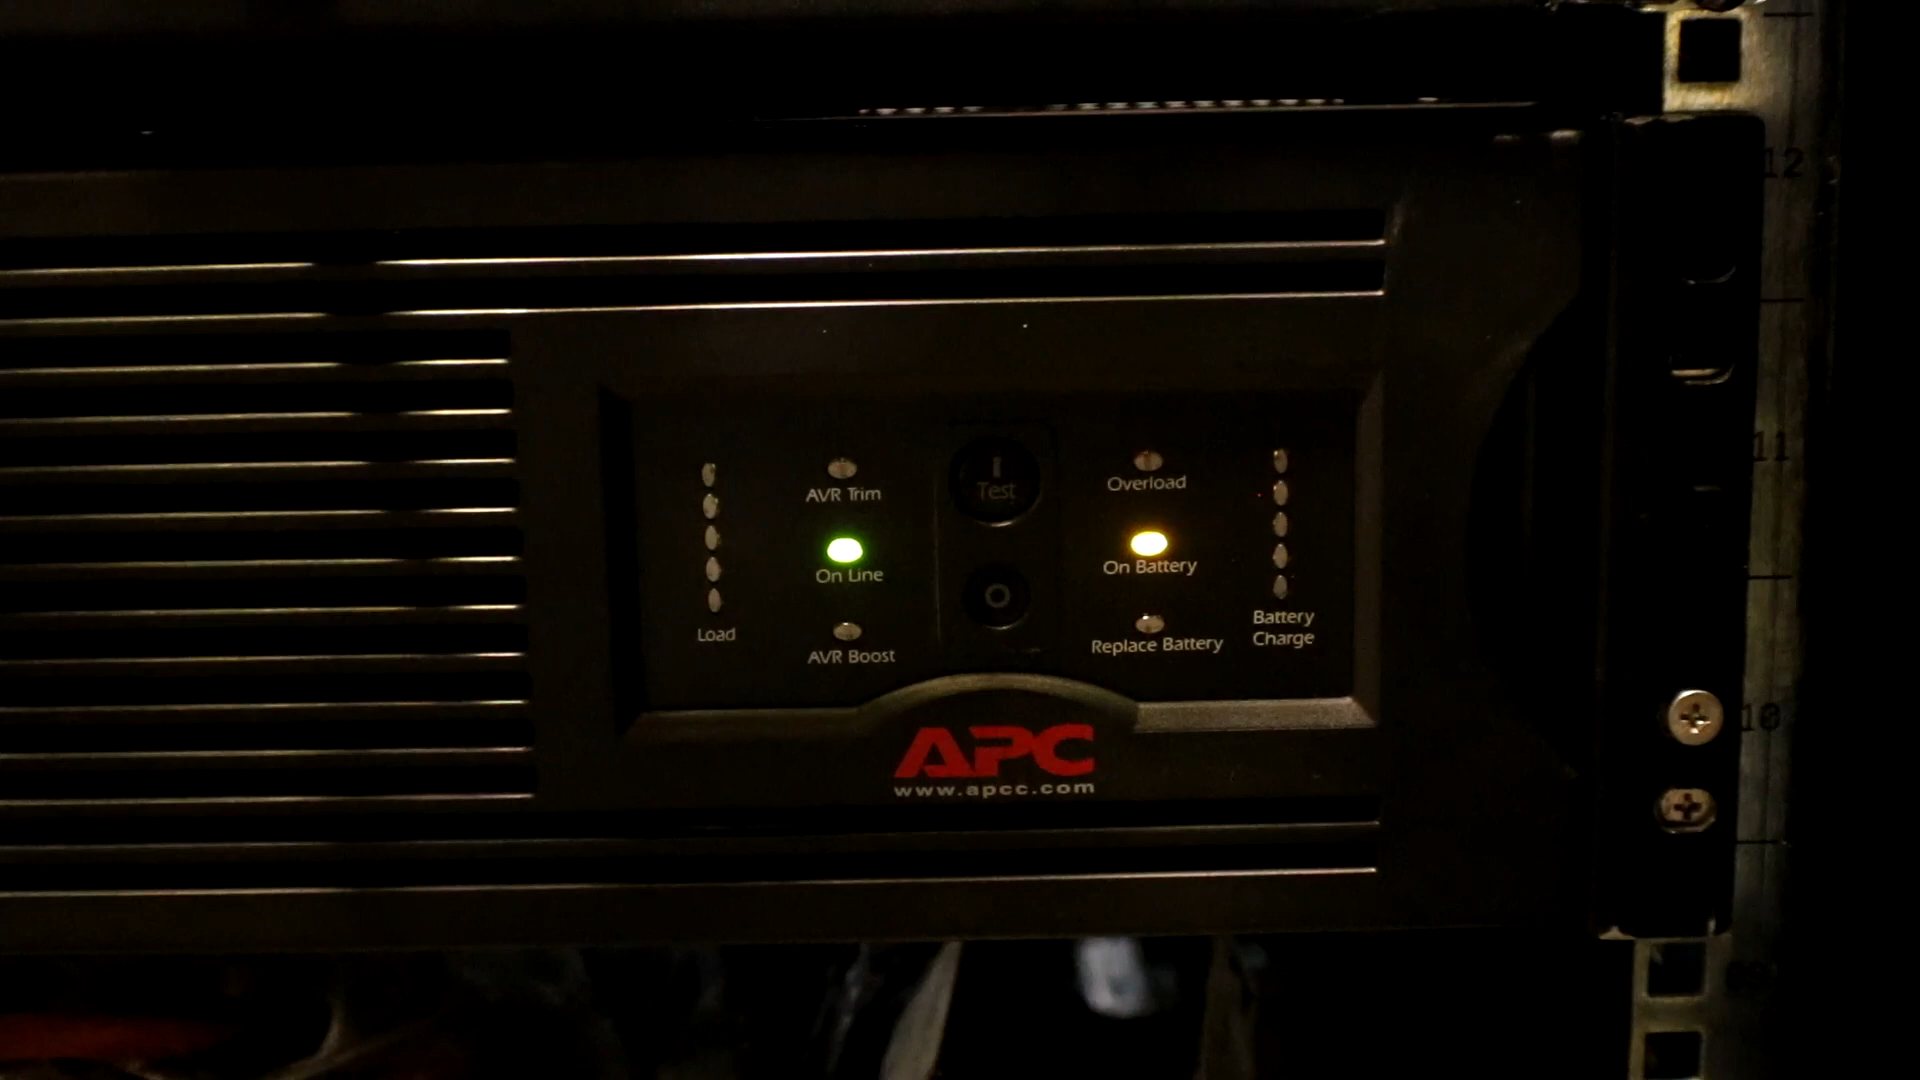 12
11
10
AVR Trim
On Line
AVR Boost
Load
Test
Overload
On Battery
Replace Battery
Battery
Charge
APC
www.apcc.com